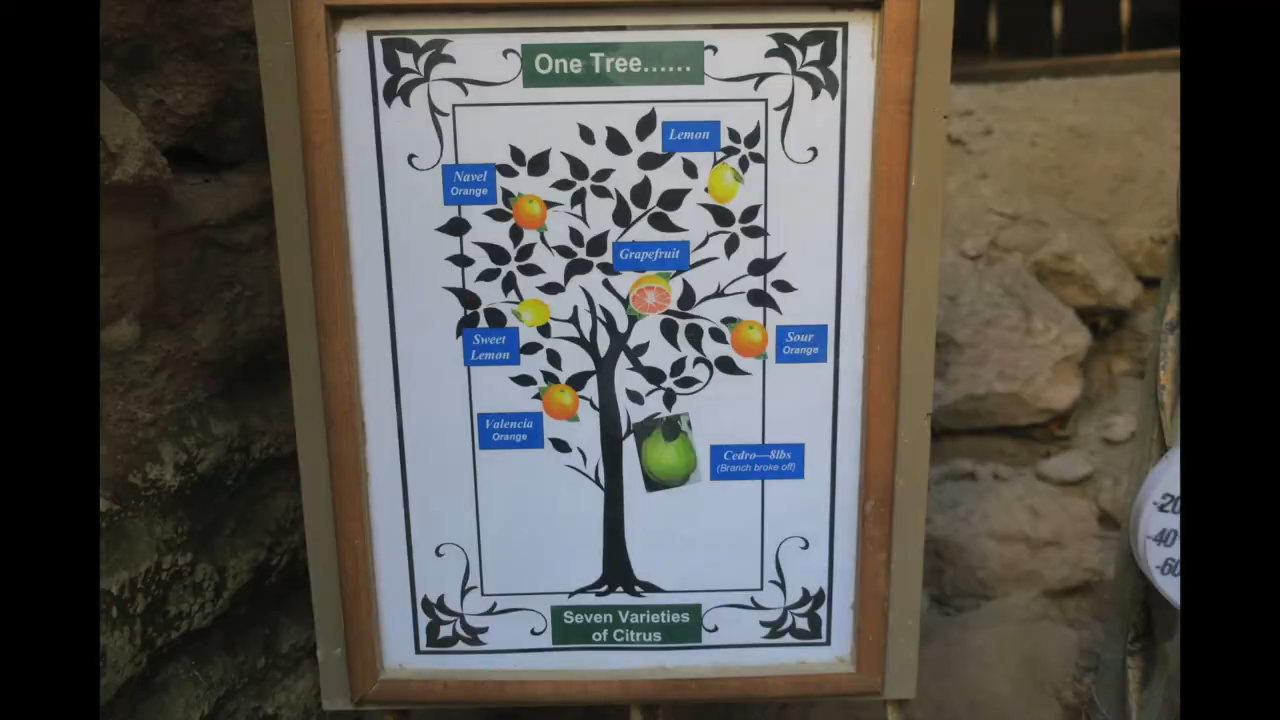 One Tree......
Lemon
Navel
Orange
Grapefruit
Sweet
Lemon
Sour
Orange
Valencia
Orange
Cedro—8lbs
(Branch broke off)
Seven Varieties
of Citrus
-20
-40
-60